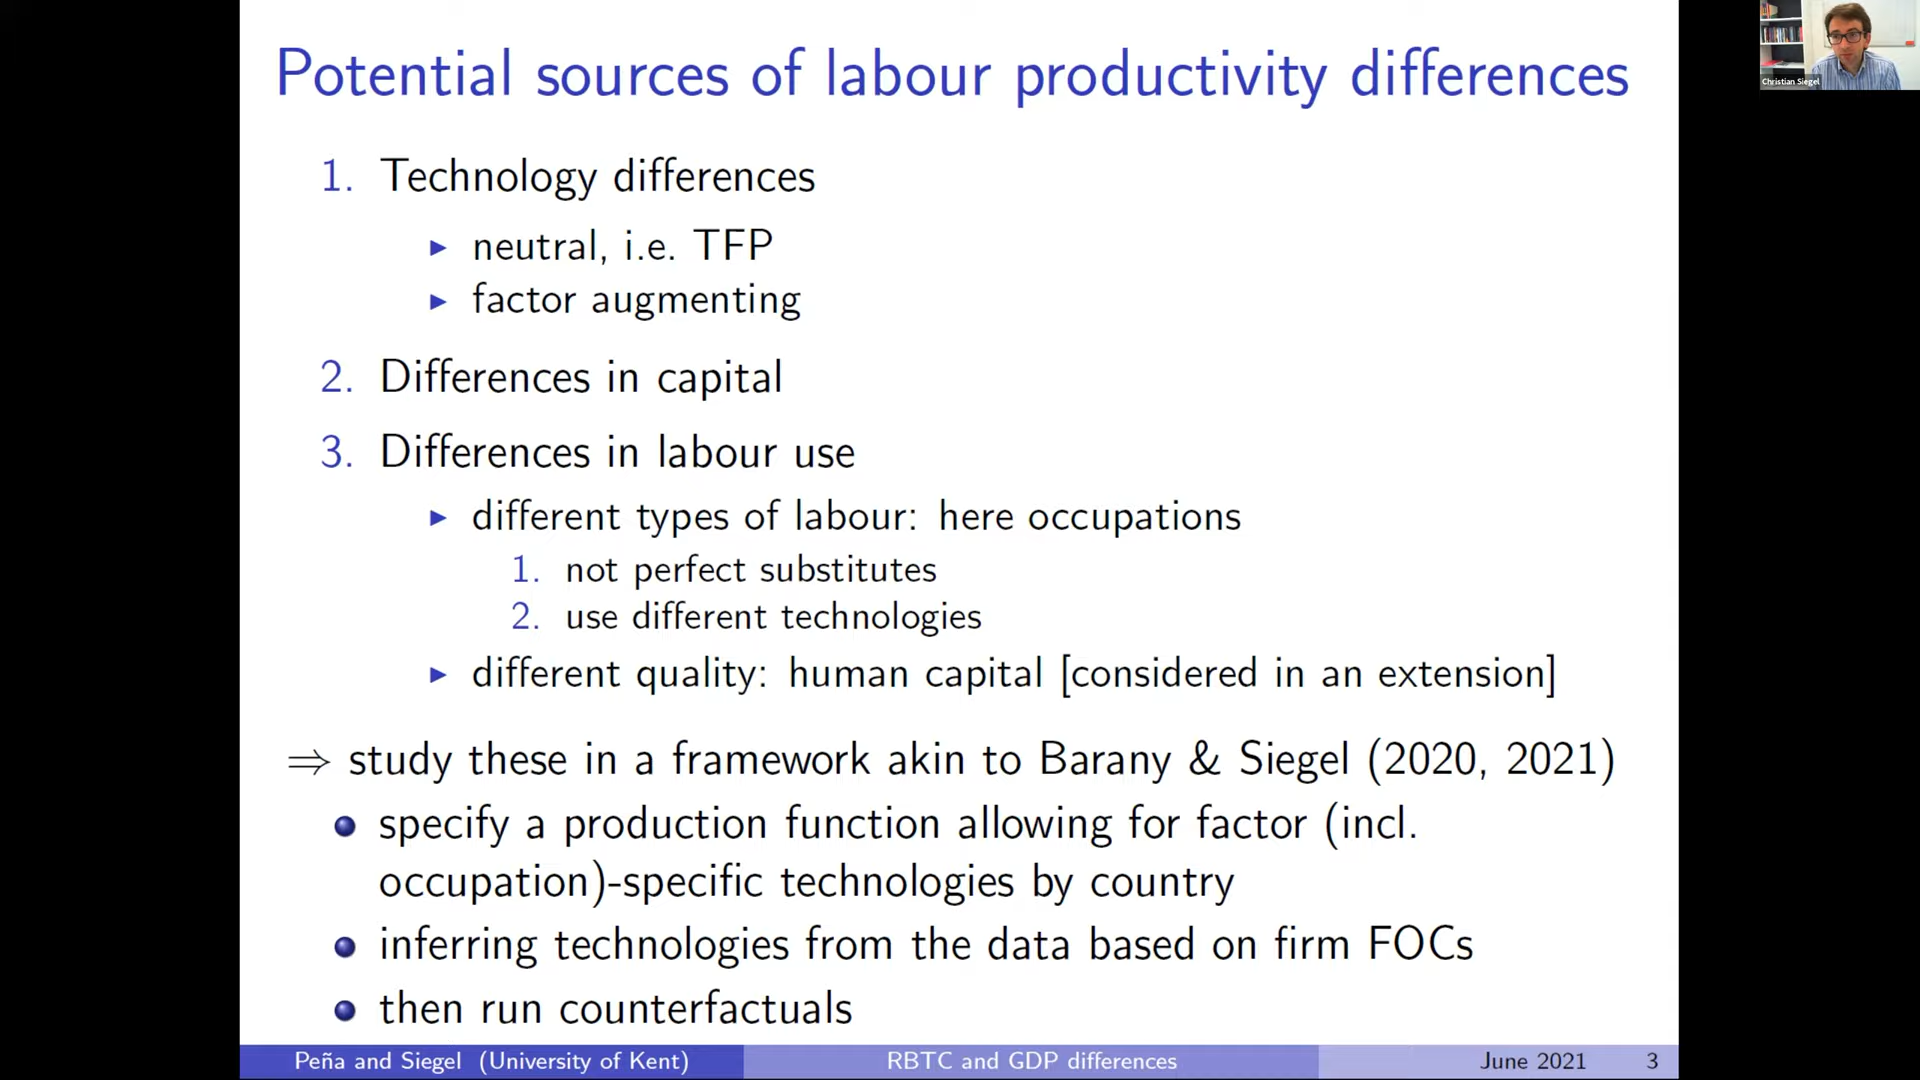 Potential sources of labour productivity differences
1. Technology differences
▶ neutral, i.e. TFP
▶ factor augmenting
2. Differences in capital
3. Differences in labour use
▶ different types of labour: here occupations
1. not perfect substitutes
2. use different technologies
▶ different quality: human capital [considered in an extension]
⇒ study these in a framework akin to Barany & Siegel (2020, 2021)
● specify a production function allowing for factor (incl.
occupation)-specific technologies by country
● inferring technologies from the data based on firm FOCs
● then run counterfactuals
Peña and Siegel (University of Kent) RBTC and GDP differences June 2021 3
Christian Siegel